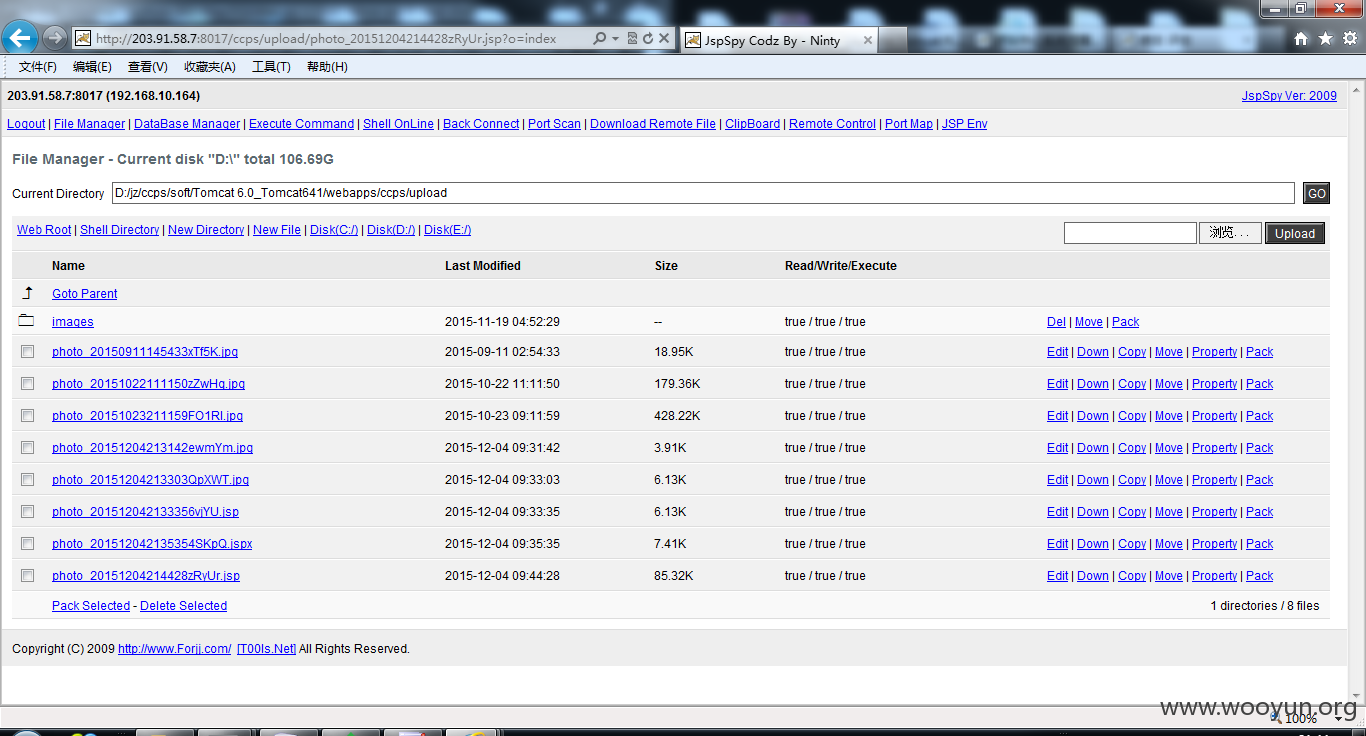 http://203.91.58.7:8017/ccps/upload/photo_20151204214428zRyUr.jsp?o=index
JspSpy Codz By - Ninty
文件(F) 编辑(E) 查看(V) 收藏夹(A) 工具(T) 帮助(H)
203.91.58.7:8017 (192.168.10.164) JspSpy Ver: 2009
Logout | File Manager | DataBase Manager | Execute Command | Shell OnLine | Back Connect | Port Scan | Download Remote File | ClipBoard | Remote Control | Port Map | JSP Env
File Manager - Current disk "D:\" total 106.69G
Current Directory D:/jz/ccps/soft/Tomcat 6.0_Tomcat641/webapps/ccps/upload GO
Web Root | Shell Directory | New Directory | New File | Disk(C:/) | Disk(D:/) | Disk(E:/) 浏览... Upload
Name Last Modified Size Read/Write/Execute
Goto Parent
images 2015-11-19 04:52:29 -- true / true / true Del | Move | Pack
photo_20150911145433xTf5K.jpg 2015-09-11 02:54:33 18.95K true / true / true Edit | Down | Copy | Move | Property | Pack
photo_20151022111150zZwHq.jpg 2015-10-22 11:11:50 179.36K true / true / true Edit | Down | Copy | Move | Property | Pack
photo_20151023211159FO1RI.jpg 2015-10-23 09:11:59 428.22K true / true / true Edit | Down | Copy | Move | Property | Pack
photo_20151204213142ewmYm.jpg 2015-12-04 09:31:42 3.91K true / true / true Edit | Down | Copy | Move | Property | Pack
photo_20151204213303QpXWT.jpg 2015-12-04 09:33:03 6.13K true / true / true Edit | Down | Copy | Move | Property | Pack
photo_201512042133356vjYU.jsp 2015-12-04 09:33:35 6.13K true / true / true Edit | Down | Copy | Move | Property | Pack
photo_201512042135354SKpQ.jspx 2015-12-04 09:35:35 7.41K true / true / true Edit | Down | Copy | Move | Property | Pack
photo_20151204214428zRyUr.jsp 2015-12-04 09:44:28 85.32K true / true / true Edit | Down | Copy | Move | Property | Pack
Pack Selected - Delete Selected 1 directories / 8 files
Copyright (C) 2009 http://www.Forjj.com/ [T00ls.Net] All Rights Reserved.
www.wooyun.org
100%